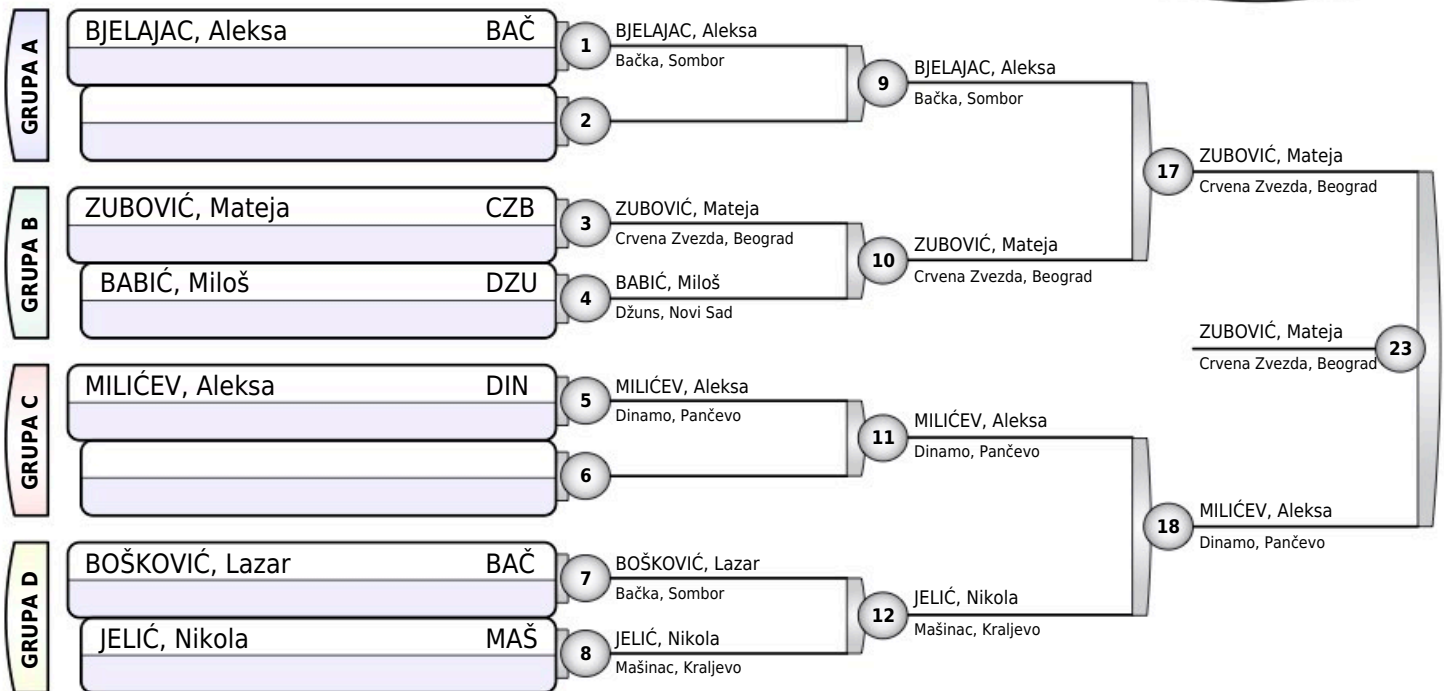 GRUPA A
BJELAJAC, Aleksa BAČ
1
BJELAJAC, Aleksa
Bačka, Sombor
2
9
BJELAJAC, Aleksa
Bačka, Sombor
GRUPA B
ZUBOVIĆ, Mateja CZB
3
ZUBOVIĆ, Mateja
Crvena Zvezda, Beograd
BABIĆ, Miloš DZU
4
BABIĆ, Miloš
Džuns, Novi Sad
10
ZUBOVIĆ, Mateja
Crvena Zvezda, Beograd
17
ZUBOVIĆ, Mateja
Crvena Zvezda, Beograd
GRUPA C
MILIĆEV, Aleksa DIN
5
MILIĆEV, Aleksa
Dinamo, Pančevo
6
11
MILIĆEV, Aleksa
Dinamo, Pančevo
GRUPA D
BOŠKOVIĆ, Lazar BAČ
7
BOŠKOVIĆ, Lazar
Bačka, Sombor
JELIĆ, Nikola MAŠ
8
JELIĆ, Nikola
Mašinac, Kraljevo
12
JELIĆ, Nikola
Mašinac, Kraljevo
18
MILIĆEV, Aleksa
Dinamo, Pančevo
ZUBOVIĆ, Mateja
Crvena Zvezda, Beograd
23